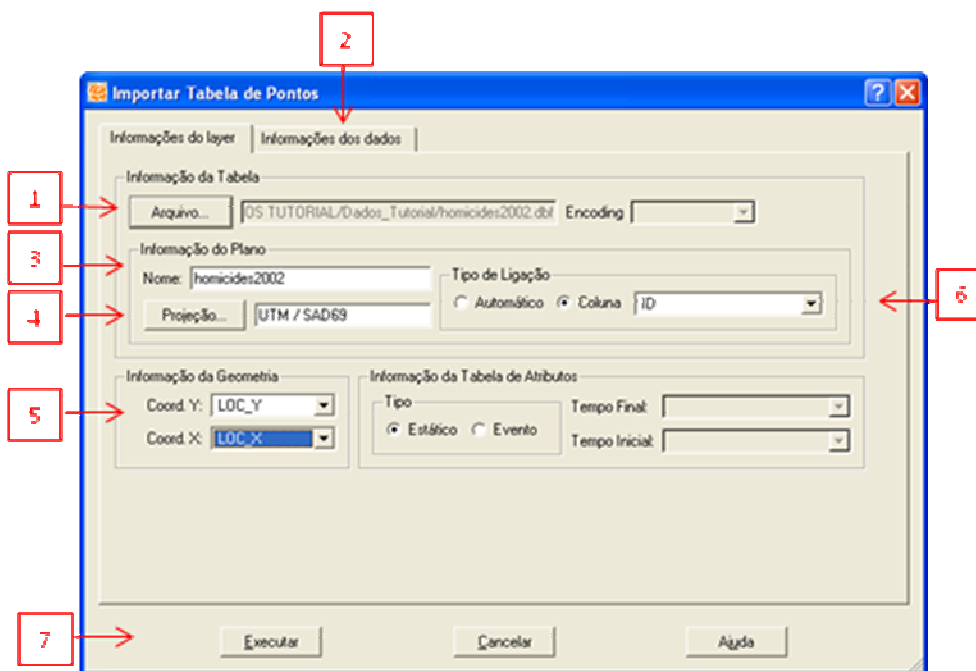 2
Importar Tabela de Pontos
Informações do layer
Informações dos dados
Informação da Tabela
1
Arquivo...
OS TUTORIAL/Dados_Tutorial/homicides2002.dbf
Encoding
3
Informação do Plano
Nome: homicides2002
Tipo de Ligação
Automático
Coluna
ID
6
4
Projeção...
UTM / SAD69
Informação da Geometria
Informação da Tabela de Atributos
5
Coord. Y: LOC_Y
Coord. X: LOC_X
Tipo
Estático
Evento
Tempo Final:
Tempo Inicial:
7
Executar
Cancelar
Ajuda